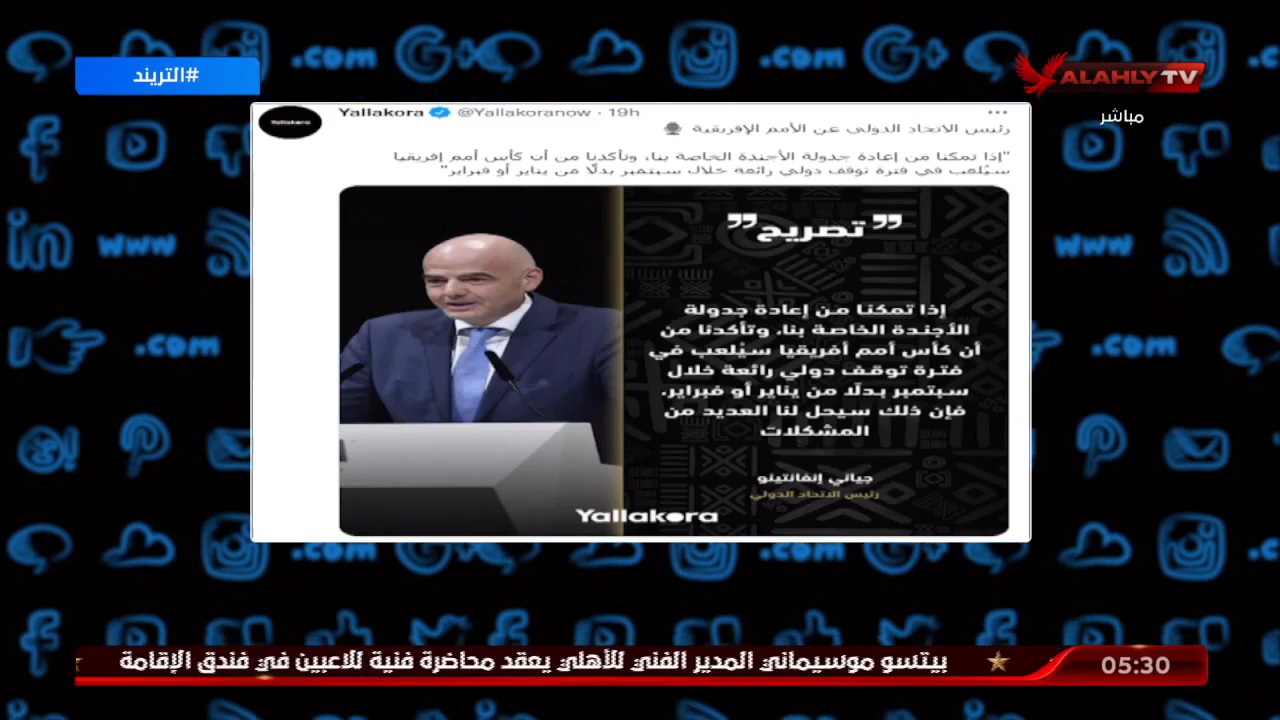 #التريند
ALAHLY TV
مباشر
Yallakora @Yallakoranow · 19h
رئيس الاتحاد الدولي عن الأمم الإفريقية
"إذا تمكنا من إعادة جدولة الأجندة الخاصة بنا، وتأكدنا من أن كأس أمم إفريقيا
سيُلعب في فترة توقف دولي رائعة خلال سبتمبر بدلًا من يناير أو فبراير"
"تصريح"
إذا تمكنا من إعادة جدولة
الأجندة الخاصة بنا، وتأكدنا من
أن كأس أمم أفريقيا سيُلعب في
فترة توقف دولي رائعة خلال
سبتمبر بدلًا من يناير أو فبراير،
فإن ذلك سيحل لنا العديد من
المشكلات
جياني إنفانتينو
رئيس الاتحاد الدولي
Yallakora
بيتسو موسيماني المدير الفني للأهلي يعقد محاضرة فنية للاعبين في فندق الإقامة
05:30
.com
www